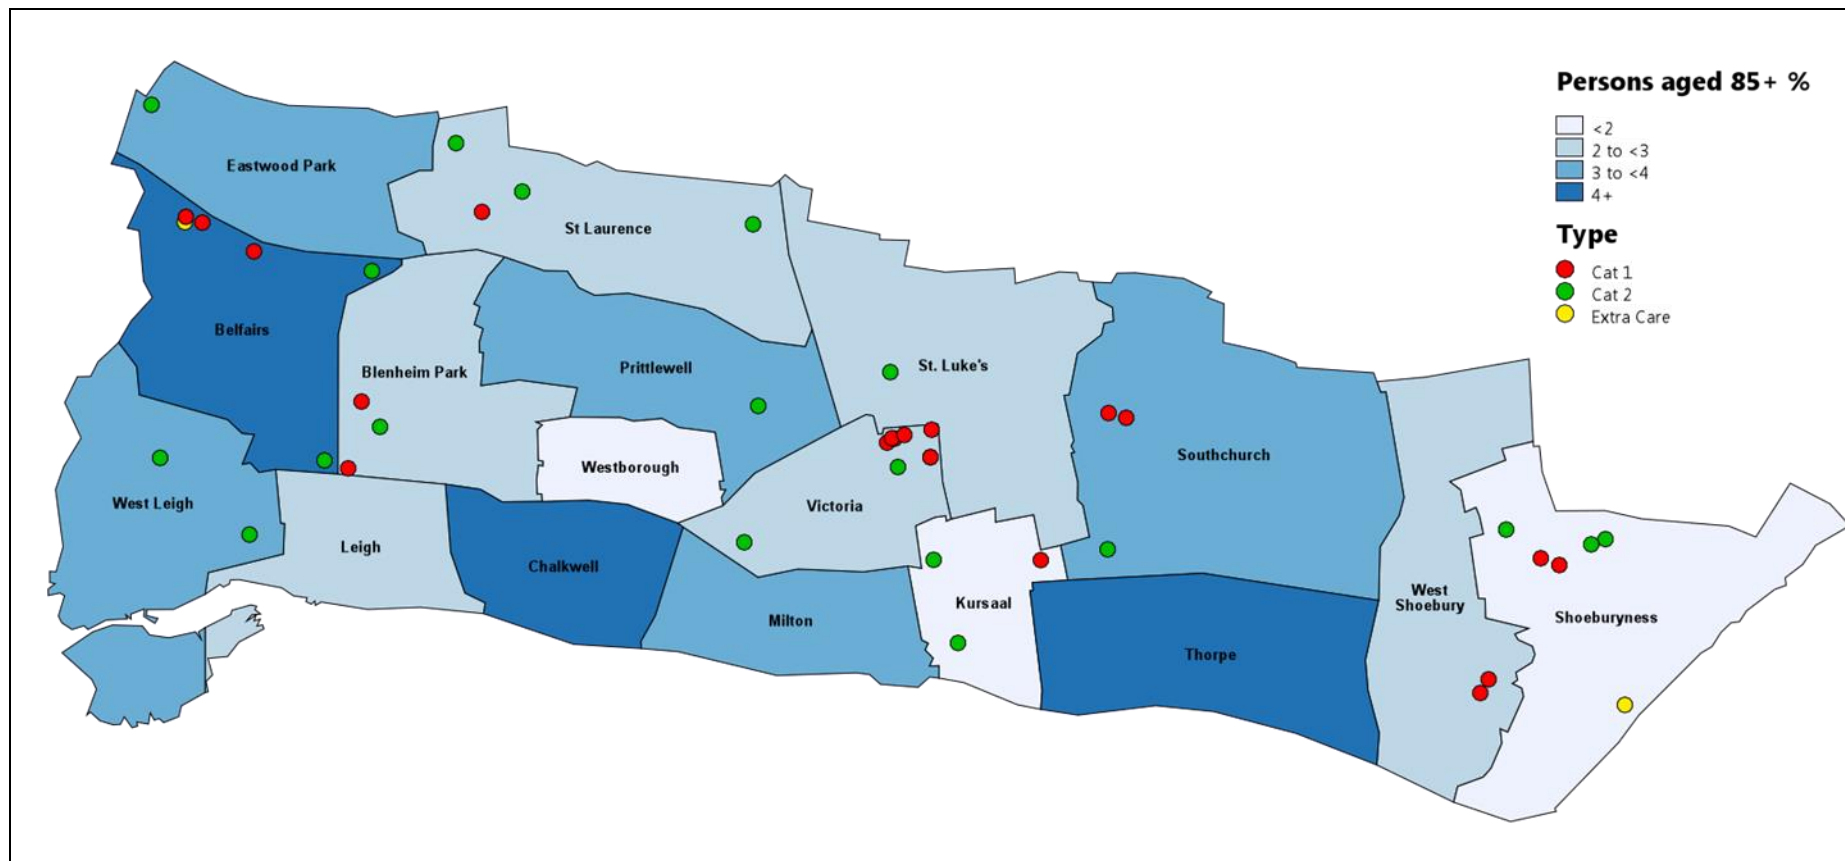 Persons aged 85+ %
<2
2 to <3
3 to <4
4+
Type
Cat 1
Cat 2
Extra Care
Eastwood Park
St Laurence
Belfairs
Blenheim Park
Prittlewell
St. Luke's
Westborough
Southchurch
West Leigh
Victoria
Leigh
Chalkwell
Kursaal
West
Shoebury
Milton
Shoeburyness
Thorpe